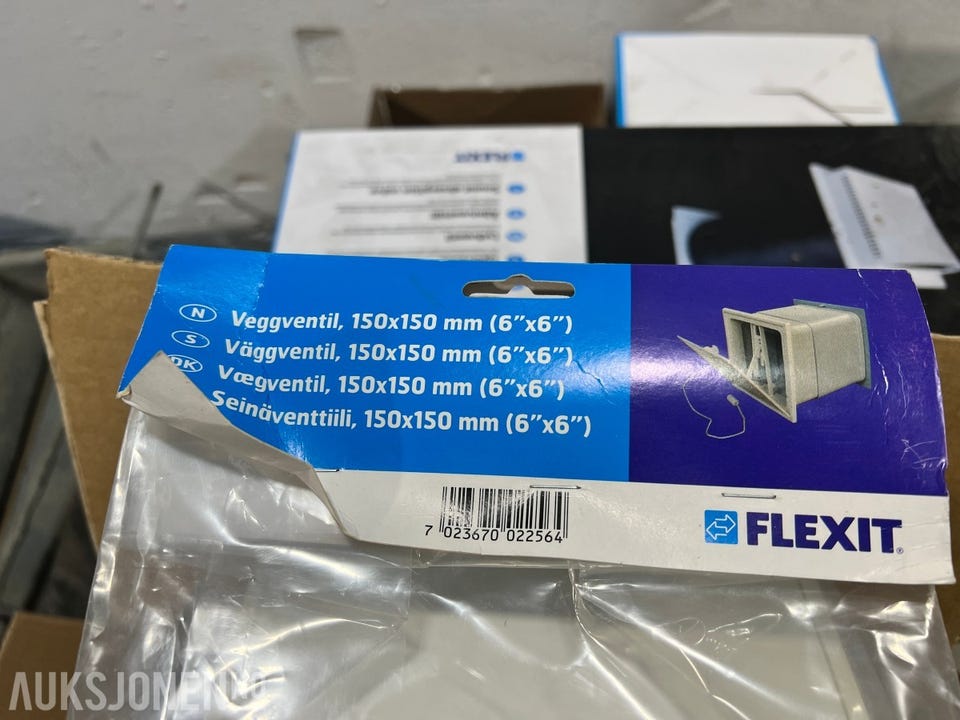 FLEXIT
N Veggventil, 150x150 mm (6”x6”)
S Väggventil, 150x150 mm (6”x6”)
DK Vægventil, 150x150 mm (6”x6”)
Seinäventtiili, 150x150 mm (6”x6”)
7 023670 022564
FLEXIT®
AUKSJONEN